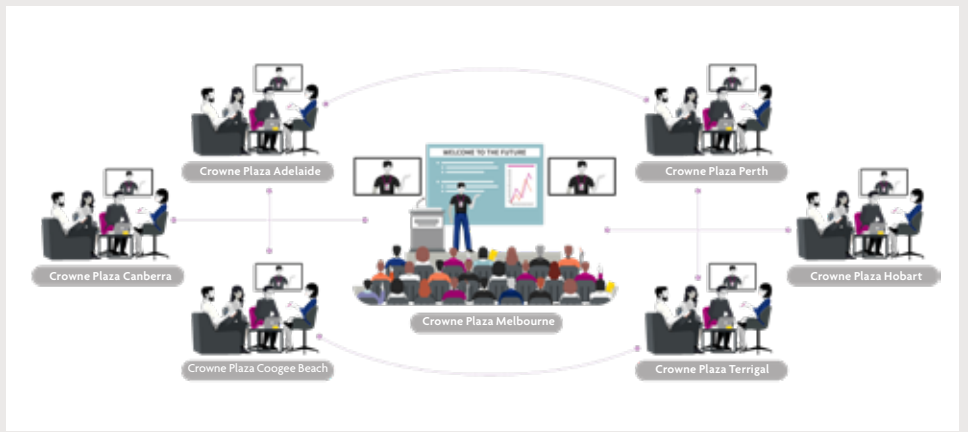 Crowne Plaza Adelaide
Crowne Plaza Perth
WELCOME TO THE FUTURE
Crowne Plaza Canberra
Crowne Plaza Hobart
Crowne Plaza Melbourne
Crowne Plaza Coogee Beach
Crowne Plaza Terrigal